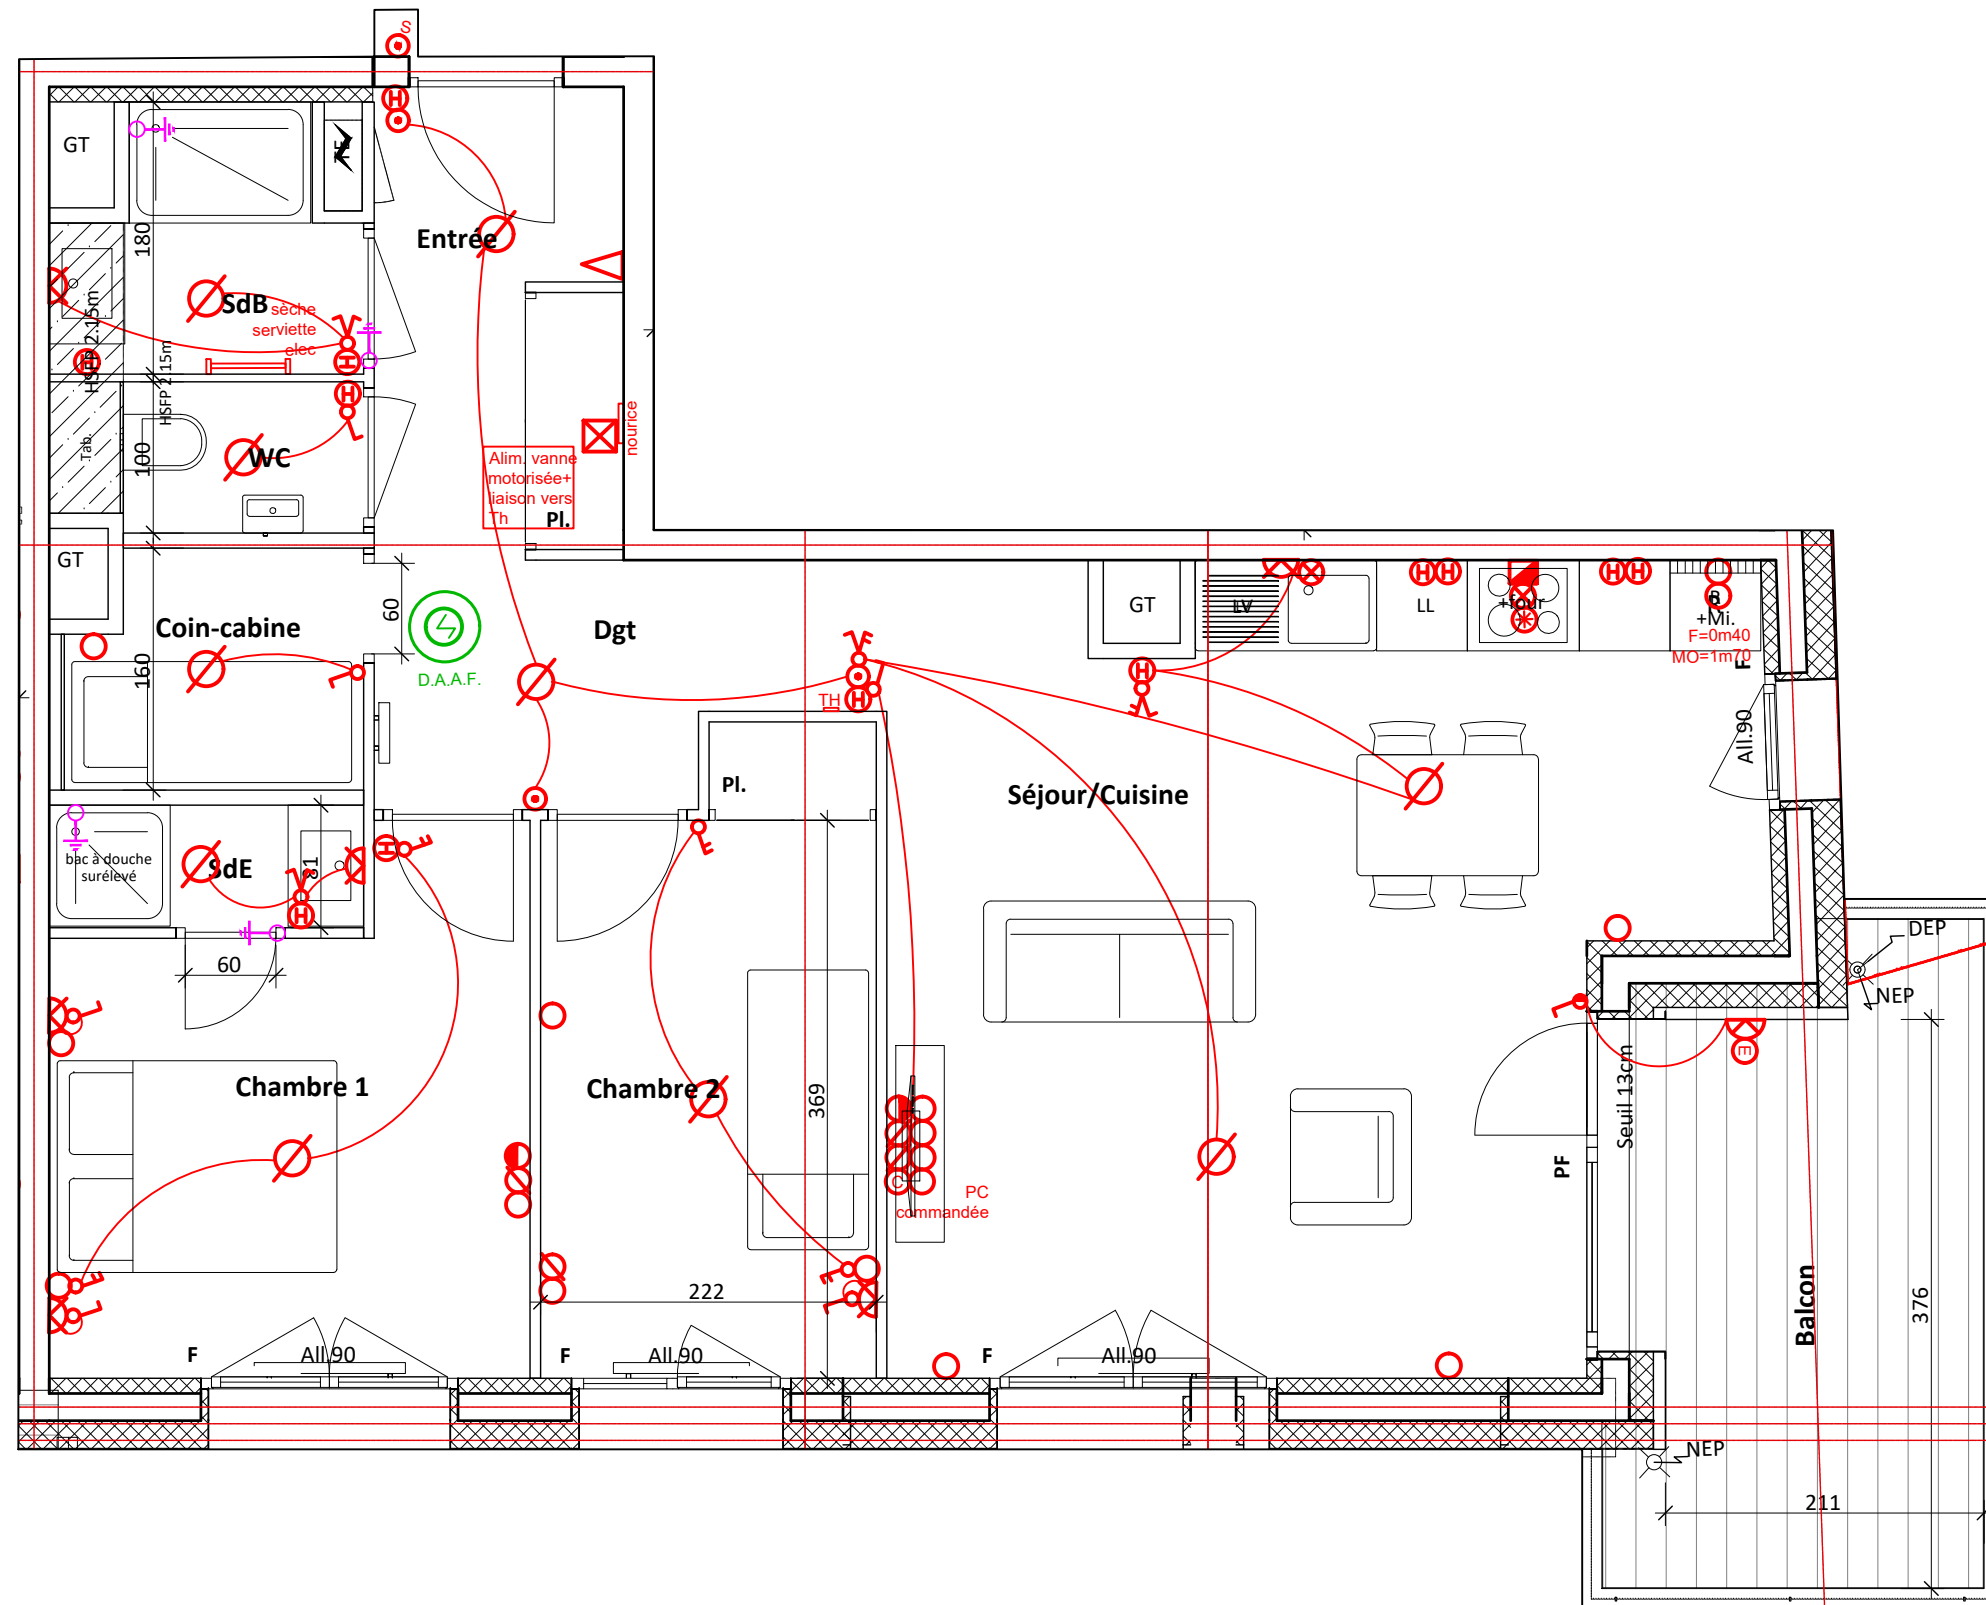 S
H
GT
TE
180
Entrée
SdB
sèche
serviette
elec
HSFP 2.15m
HSFP 2.15m
H
H
H
Tab.
100
WC
Alim. vanne
motorisée+
liaison vers
Th
Pl.
nourice
GT
60
Coin-cabine
160
D.A.A.F.
Dgt
TH
H
GT
LV
H
H
H
LL
+four
H
H
R
+Mi.
F=0m40
MO=1m70
F
All.90
Pl.
Séjour/Cuisine
bac à douche
surélevé
SdE
81
H
H
60
DEP
NEP
Chambre 1
Chambre 2
369
Seuil 13cm
E
PF
C
PC
commandée
222
F
All.90
F
All.90
F
All.90
Balcon
376
NEP
211